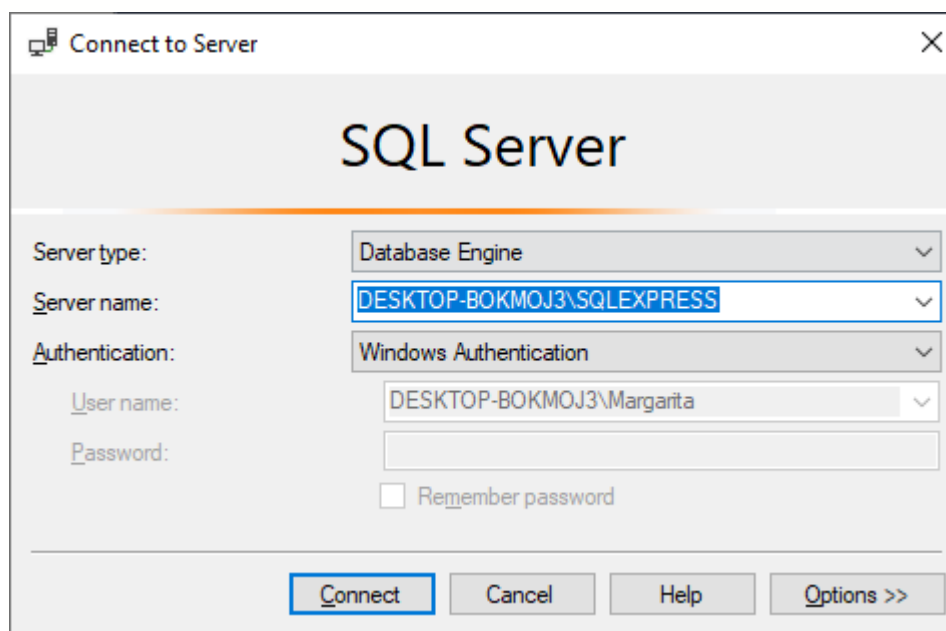 Connect to Server
SQL Server
Server type: Database Engine
Server name: DESKTOP-BOKMOJ3\SQLEXPRESS
Authentication: Windows Authentication
User name: DESKTOP-BOKMOJ3\Margarita
Password:
Remember password
Connect Cancel Help Options >>